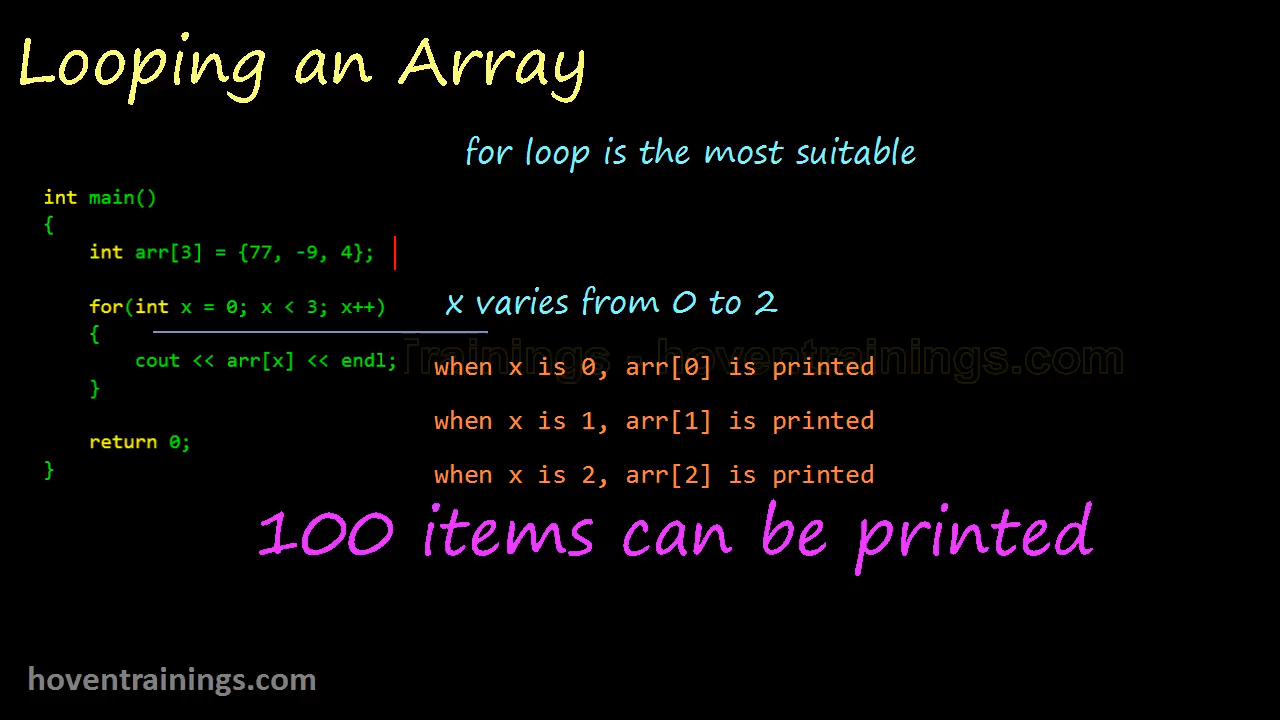 Looping an Array
for loop is the most suitable
int main()
{
int arr[3] = {77, -9, 4};
for(int x = 0; x < 3; x++)
x varies from 0 to 2
{
cout << arr[x] << endl;
when x is 0, arr[0] is printed
Trainings - hoventrainings.com
}
when x is 1, arr[1] is printed
return 0;
}
when x is 2, arr[2] is printed
100 items can be printed
hoventrainings.com